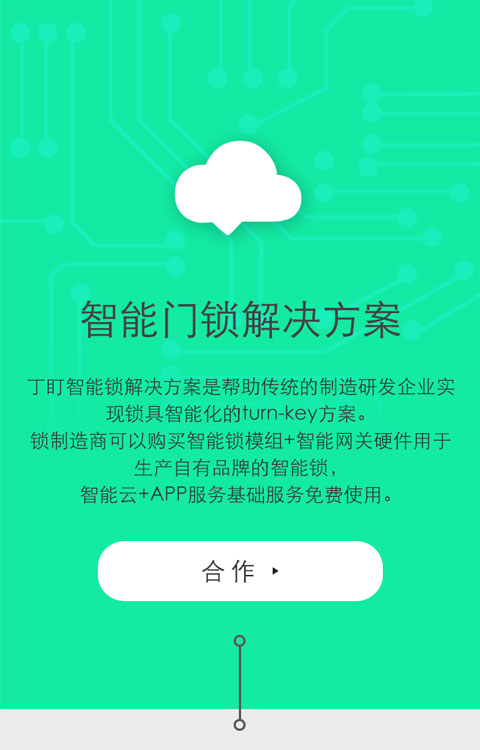 智能门锁解决方案
丁盯智能锁解决方案是帮助传统的制造研发企业实
现锁具智能化的turn-key方案。
锁制造商可以购买智能锁模组+智能网关硬件用于
生产自有品牌的智能锁，
智能云+APP服务基础服务免费使用。
合作